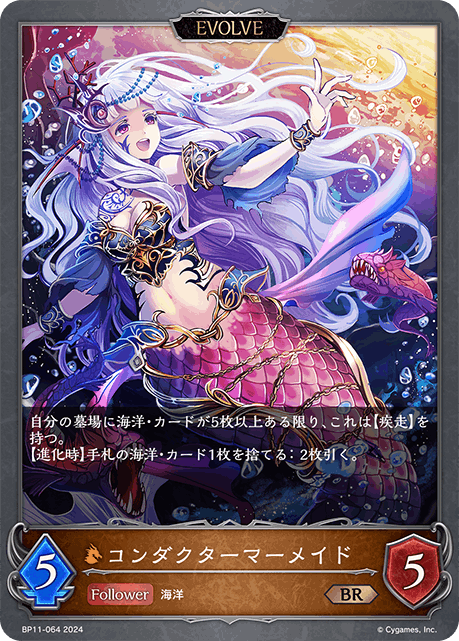 EVOLVE
自分の墓場に海洋・カードが5枚以上ある限り、これは【疾走】を
持つ。
【進化時】手札の海洋・カード1枚を捨てる：2枚引く。
コンダクターマーメイド
5
5
Follower 海洋
BR
BP11-064 2024
© Cygames, Inc.